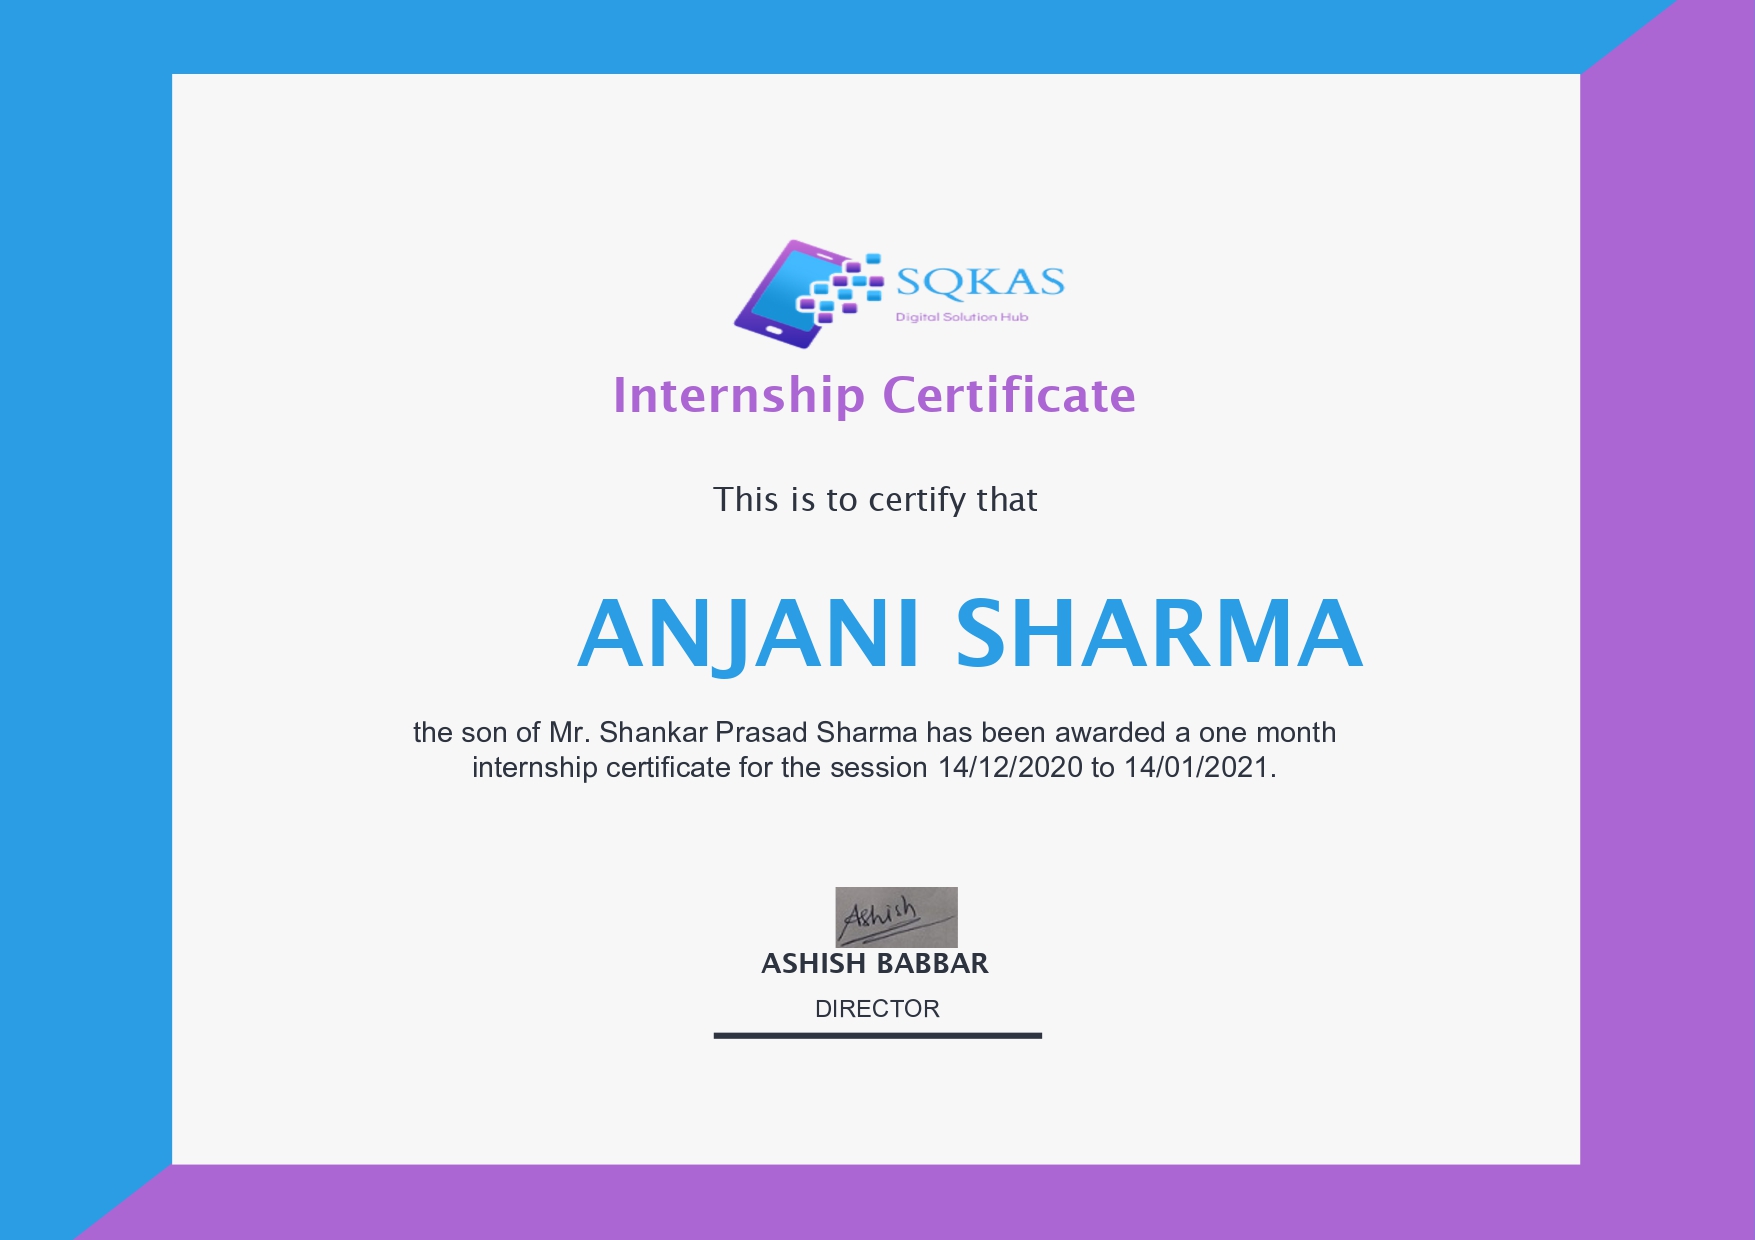 SQKAS
Digital Solution Hub
Internship Certificate
This is to certify that
ANJANI SHARMA
the son of Mr. Shankar Prasad Sharma has been awarded a one month
internship certificate for the session 14/12/2020 to 14/01/2021.
Ashish
ASHISH BABBAR
DIRECTOR